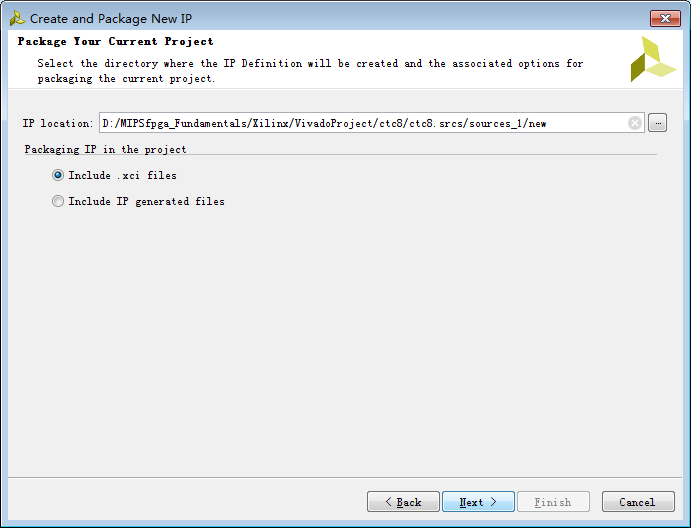 Create and Package New IP
Package Your Current Project
Select the directory where the IP Definition will be created and the associated options for
packaging the current project.
IP location: D:/MIPSfpga_Fundamentals/Xilinx/VivadoProject/ctc8/ctc8.srcs/sources_1/new ...
Packaging IP in the project
Include .xci files
Include IP generated files
< Back Next > Finish Cancel